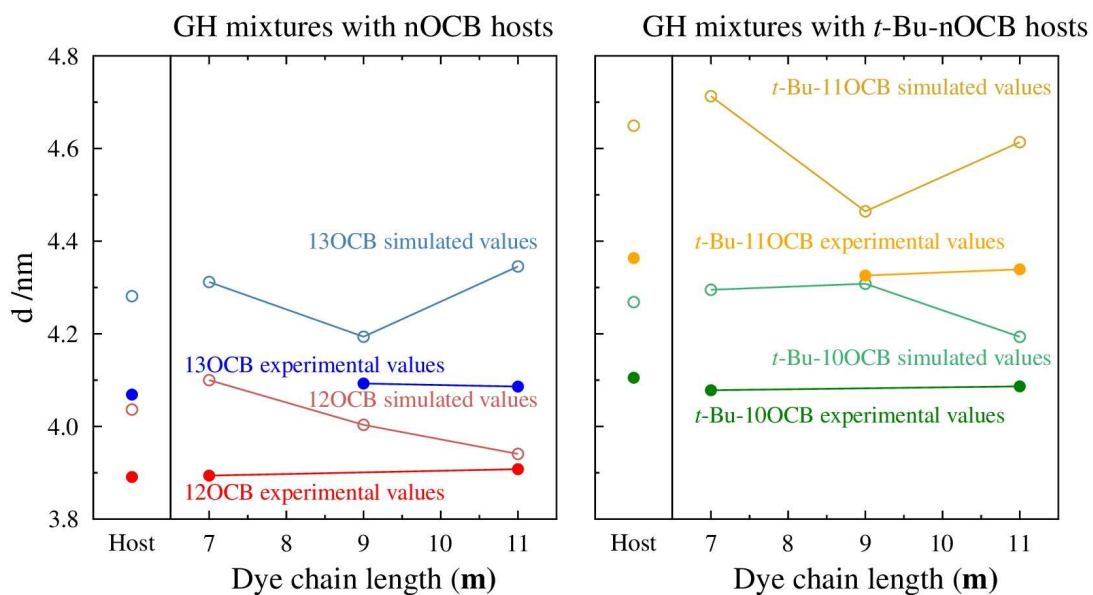 GH mixtures with nOCB hosts
GH mixtures with t-Bu-nOCB hosts
4.8
4.6
4.4
4.2
4.0
3.8
d /nm
13OCB simulated values
13OCB experimental values
12OCB simulated values
12OCB experimental values
Host
7
8
9
10
11
Dye chain length (m)
t-Bu-11OCB simulated values
t-Bu-11OCB experimental values
t-Bu-10OCB simulated values
t-Bu-10OCB experimental values
Host
7
8
9
10
11
Dye chain length (m)